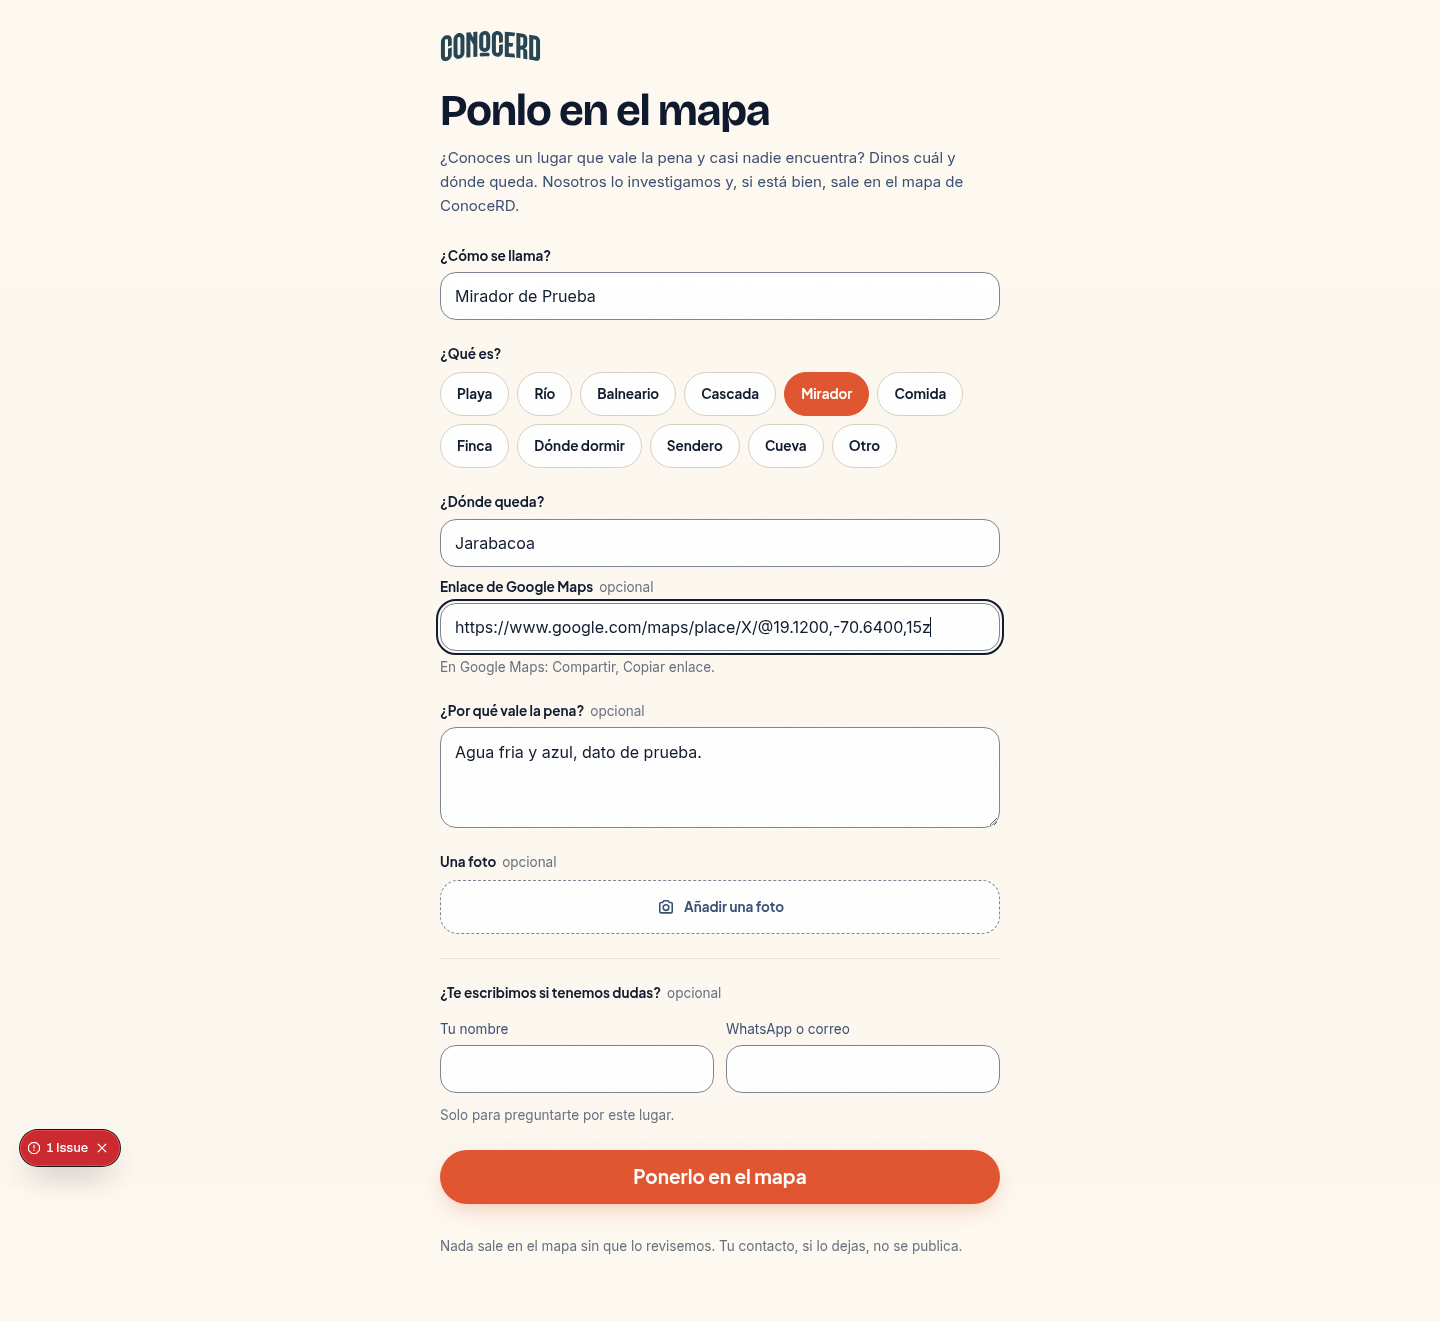 CONOCERD
Ponlo en el mapa
¿Conoces un lugar que vale la pena y casi nadie encuentra? Dinos cuál y
dónde queda. Nosotros lo investigamos y, si está bien, sale en el mapa de
ConoceRD.
¿Cómo se llama?
Mirador de Prueba
¿Qué es?
Playa Río Balneario Cascada Mirador Comida
Finca Dónde dormir Sendero Cueva Otro
¿Dónde queda?
Jarabacoa
Enlace de Google Maps opcional
https://www.google.com/maps/place/X/@19.1200,-70.6400,15z
En Google Maps: Compartir, Copiar enlace.
¿Por qué vale la pena? opcional
Agua fria y azul, dato de prueba.
Una foto opcional
Añadir una foto
¿Te escribimos si tenemos dudas? opcional
Tu nombre WhatsApp o correo
Solo para preguntarte por este lugar.
1 Issue
Ponerlo en el mapa
Nada sale en el mapa sin que lo revisemos. Tu contacto, si lo dejas, no se publica.